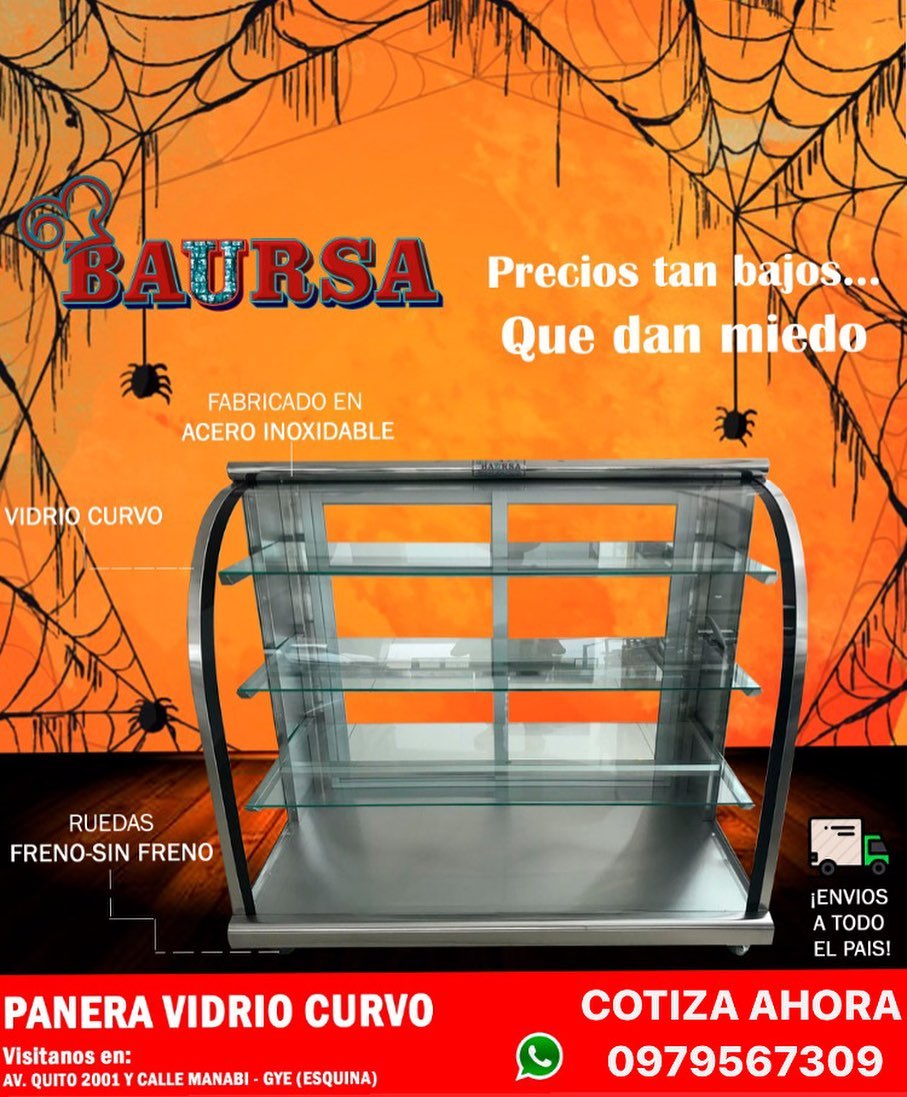 BAURSA
Precios tan bajos...
Que dan miedo
FABRICADO EN
ACERO INOXIDABLE
BAURSA
VIDRIO CURVO
RUEDAS
FRENO-SIN FRENO
¡ENVIOS
A TODO
EL PAIS!
PANERA VIDRIO CURVO
Visitanos en:
AV. QUITO 2001 Y CALLE MANABI - GYE (ESQUINA)
COTIZA AHORA
0979567309